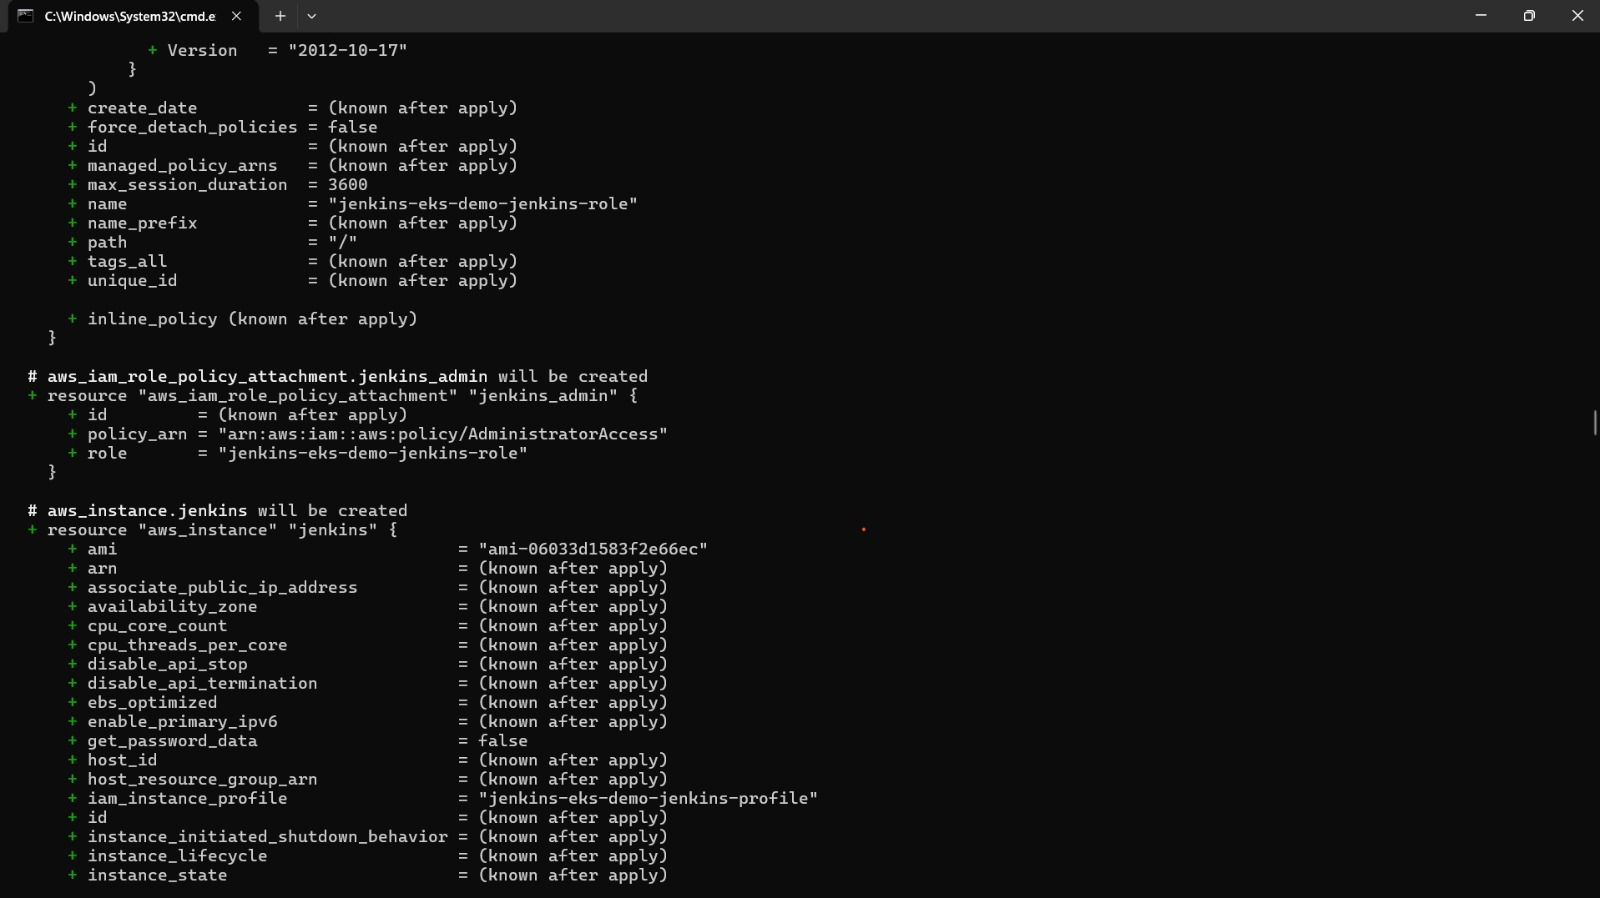 C:\Windows\System32\cmd.e
+ Version   = "2012-10-17"
}
)
+ create_date           = (known after apply)
+ force_detach_policies = false
+ id                    = (known after apply)
+ managed_policy_arns   = (known after apply)
+ max_session_duration  = 3600
+ name                  = "jenkins-eks-demo-jenkins-role"
+ name_prefix           = (known after apply)
+ path                  = "/"
+ tags_all              = (known after apply)
+ unique_id             = (known after apply)
+ inline_policy (known after apply)
}
# aws_iam_role_policy_attachment.jenkins_admin will be created
+ resource "aws_iam_role_policy_attachment" "jenkins_admin" {
+ id         = (known after apply)
+ policy_arn = "arn:aws:iam::aws:policy/AdministratorAccess"
+ role       = "jenkins-eks-demo-jenkins-role"
}
# aws_instance.jenkins will be created
+ resource "aws_instance" "jenkins" {
+ ami                                  = "ami-06033d1583f2e66ec"
+ arn                                  = (known after apply)
+ associate_public_ip_address          = (known after apply)
+ availability_zone                    = (known after apply)
+ cpu_core_count                       = (known after apply)
+ cpu_threads_per_core                 = (known after apply)
+ disable_api_stop                     = (known after apply)
+ disable_api_termination              = (known after apply)
+ ebs_optimized                        = (known after apply)
+ enable_primary_ipv6                  = (known after apply)
+ get_password_data                    = false
+ host_id                              = (known after apply)
+ host_resource_group_arn              = (known after apply)
+ iam_instance_profile                 = "jenkins-eks-demo-jenkins-profile"
+ id                                   = (known after apply)
+ instance_initiated_shutdown_behavior = (known after apply)
+ instance_lifecycle                   = (known after apply)
+ instance_state                       = (known after apply)